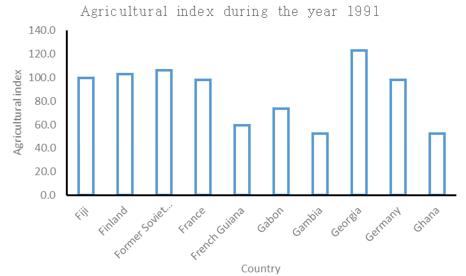 Agricultural index during the year 1991
140.0
120.0
100.0
80.0
60.0
40.0
20.0
0.0
Agricultural index
Fiji
Finland
Former Soviet...
France
French Guiana
Gabon
Gambia
Georgia
Germany
Ghana
Country